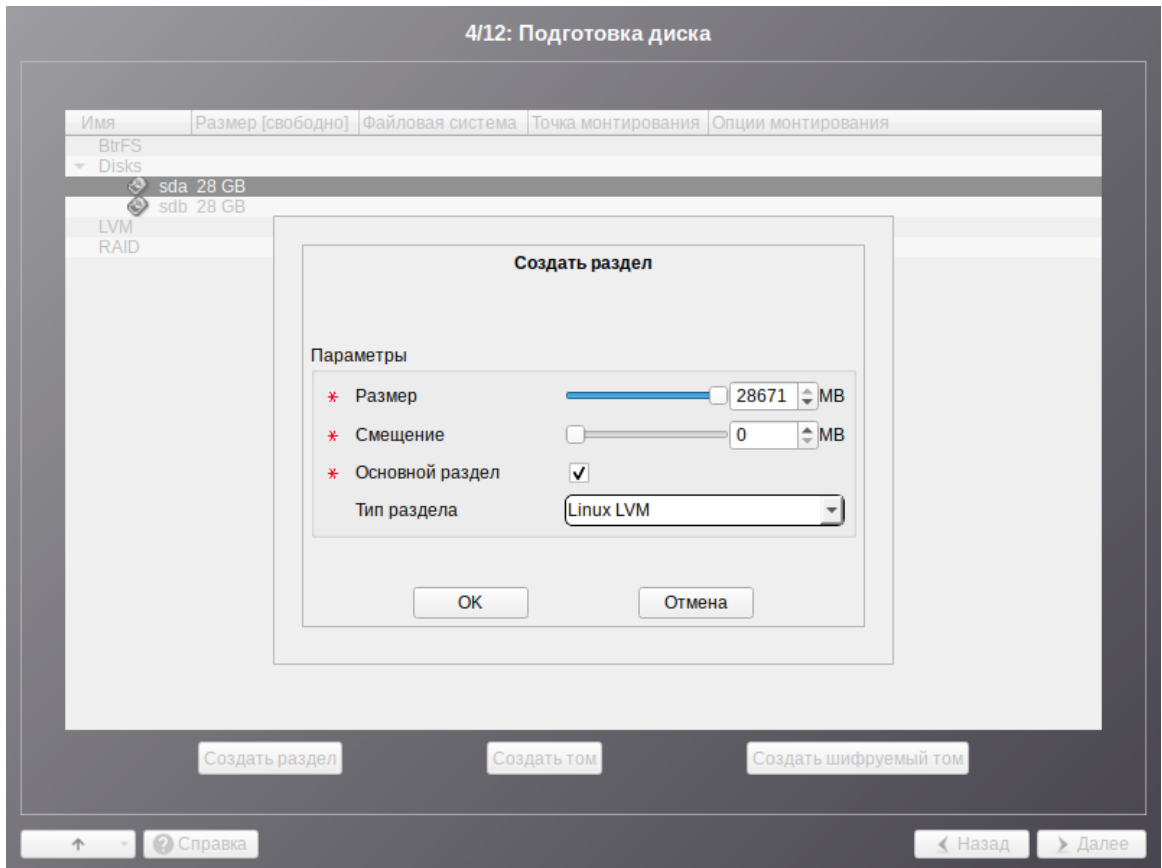 4/12: Подготовка диска
Имя Размер [свободно] Файловая система Точка монтирования Опции монтирования
BtrFS
Disks
sda 28 GB
sdb 28 GB
LVM
RAID
Создать раздел
Параметры
* Размер 28671 MB
* Смещение 0 MB
* Основной раздел
Тип раздела Linux LVM
OK Отмена
Создать раздел Создать том Создать шифруемый том
Справка Назад Далее